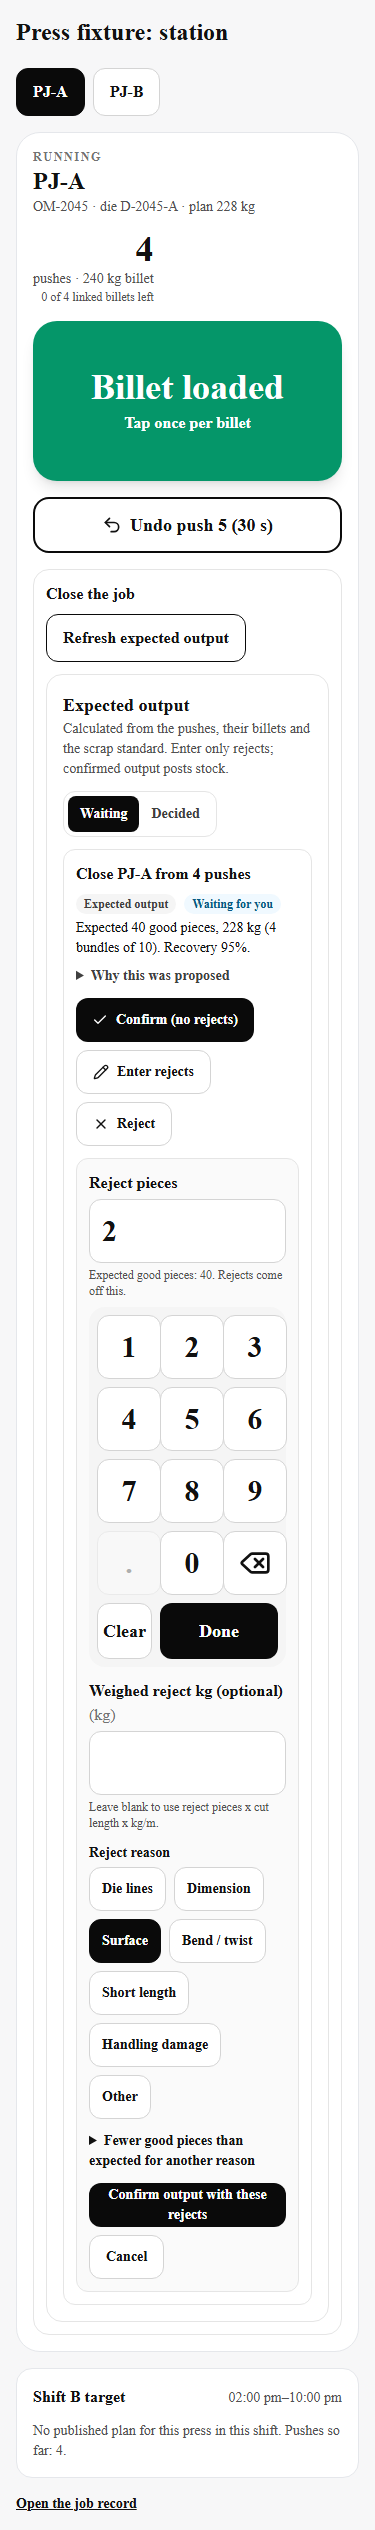 Press fixture: station
PJ-A
PJ-B
RUNNING
PJ-A
OM-2045 · die D-2045-A · plan 228 kg
4
pushes · 240 kg billet
0 of 4 linked billets left
Billet loaded
Tap once per billet
Undo push 5 (30 s)
Close the job
Refresh expected output
Expected output
Calculated from the pushes, their billets and
the scrap standard. Enter only rejects;
confirmed output posts stock.
Waiting
Decided
Close PJ-A from 4 pushes
Expected output
Waiting for you
Expected 40 good pieces, 228 kg (4
bundles of 10). Recovery 95%.
Why this was proposed
Confirm (no rejects)
Enter rejects
Reject
Reject pieces
2
Expected good pieces: 40. Rejects come
off this.
1 2 3
4 5 6
7 8 9
. 0
Clear
Done
Weighed reject kg (optional)
(kg)
Leave blank to use reject pieces x cut
length x kg/m.
Reject reason
Die lines
Dimension
Surface
Bend / twist
Short length
Handling damage
Other
Fewer good pieces than
expected for another reason
Confirm output with these
rejects
Cancel
Shift B target
02:00 pm–10:00 pm
No published plan for this press in this shift. Pushes so
far: 4.
Open the job record